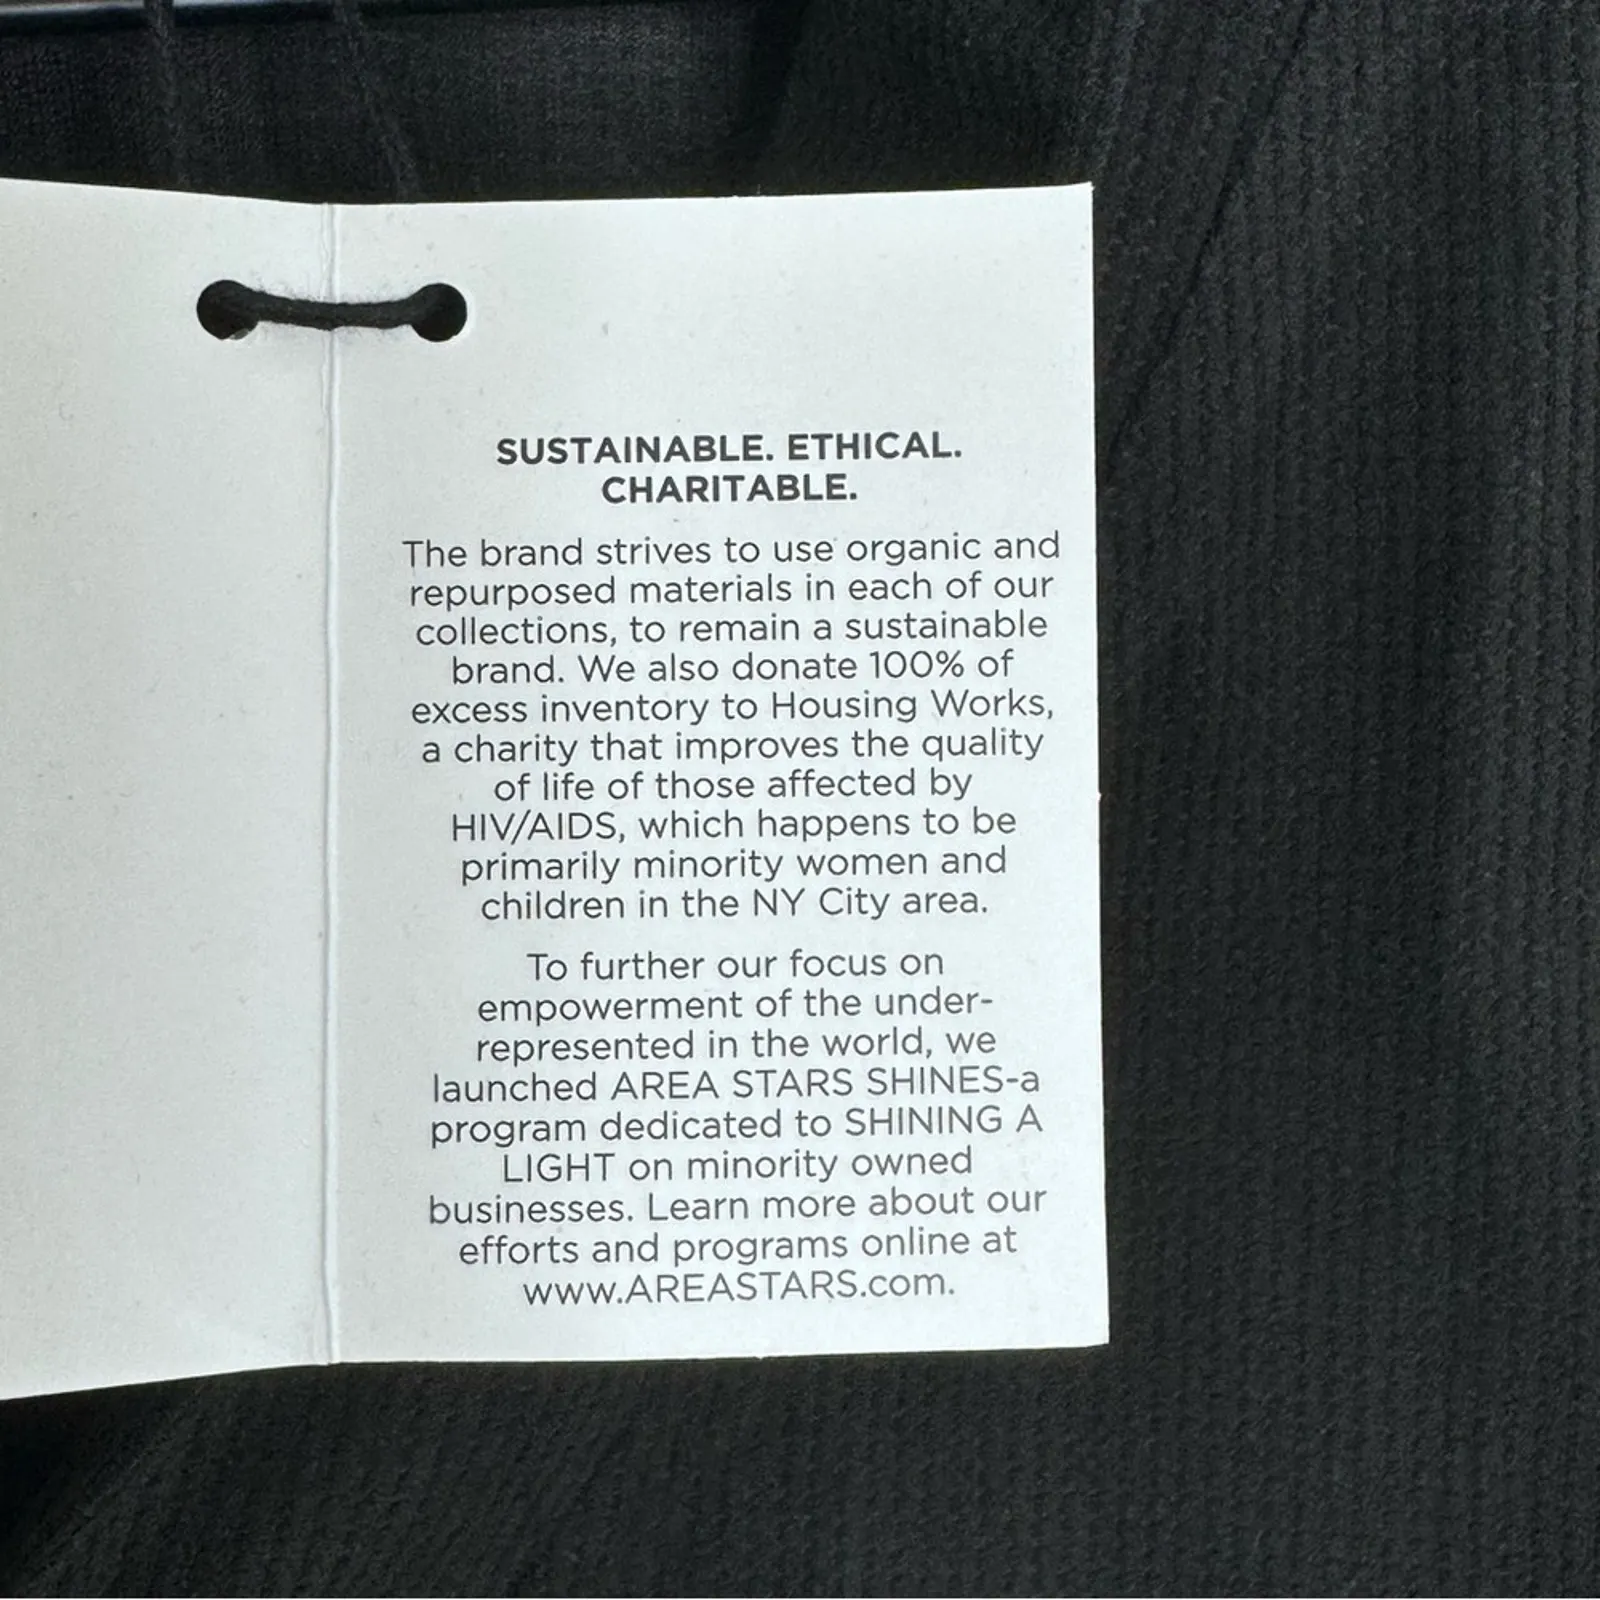 SUSTAINABLE. ETHICAL.
CHARITABLE.
The brand strives to use organic and
repurposed materials in each of our
collections, to remain a sustainable
brand. We also donate 100% of
excess inventory to Housing Works,
a charity that improves the quality
of life of those affected by
HIV/AIDS, which happens to be
primarily minority women and
children in the NY City area.
To further our focus on
empowerment of the under-
represented in the world, we
launched AREA STARS SHINES-a
program dedicated to SHINING A
LIGHT on minority owned
businesses. Learn more about our
efforts and programs online at
www.AREASTARS.com.